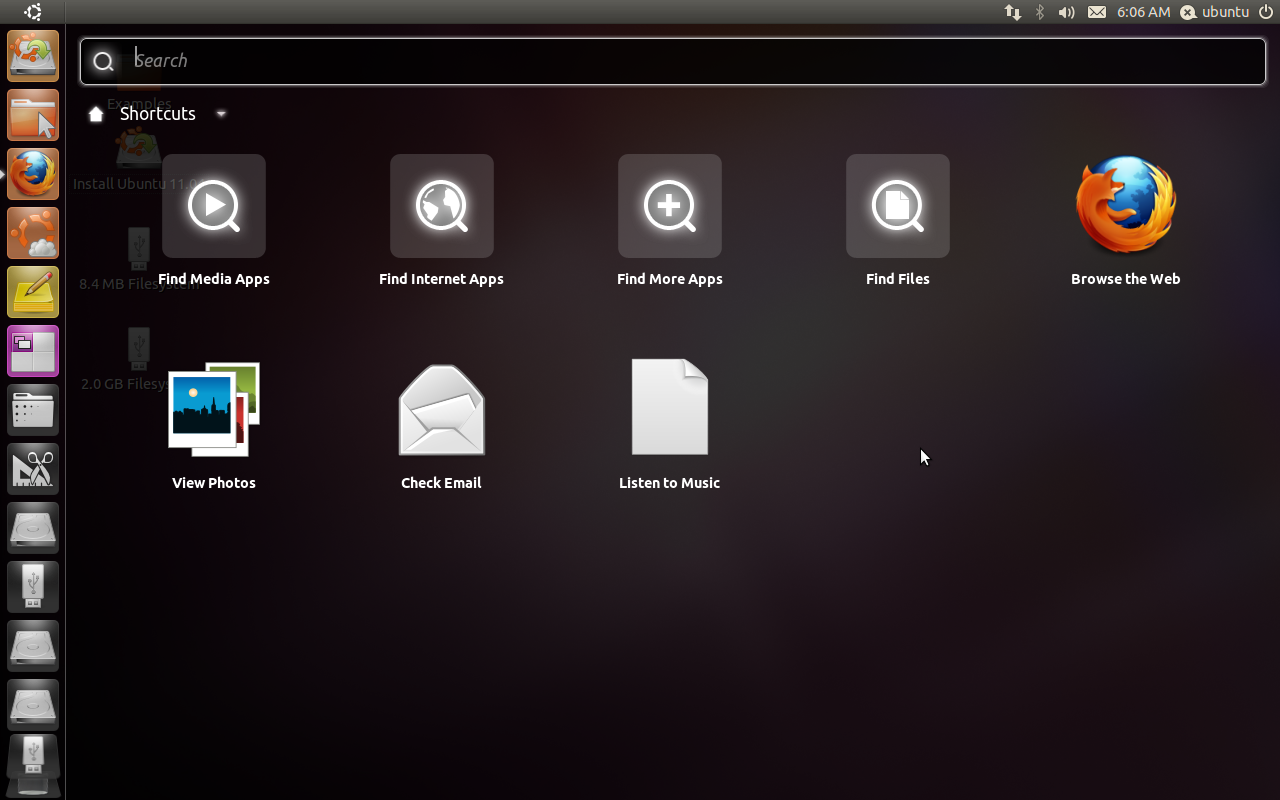 6:06 AM ubuntu
Search
Examples
Shortcuts
Install Ubuntu 11.0
Find Media Apps
Find Internet Apps
Find More Apps
Find Files
Browse the Web
8.4 MB Filesystem
2.0 GB Filesys
View Photos
Check Email
Listen to Music